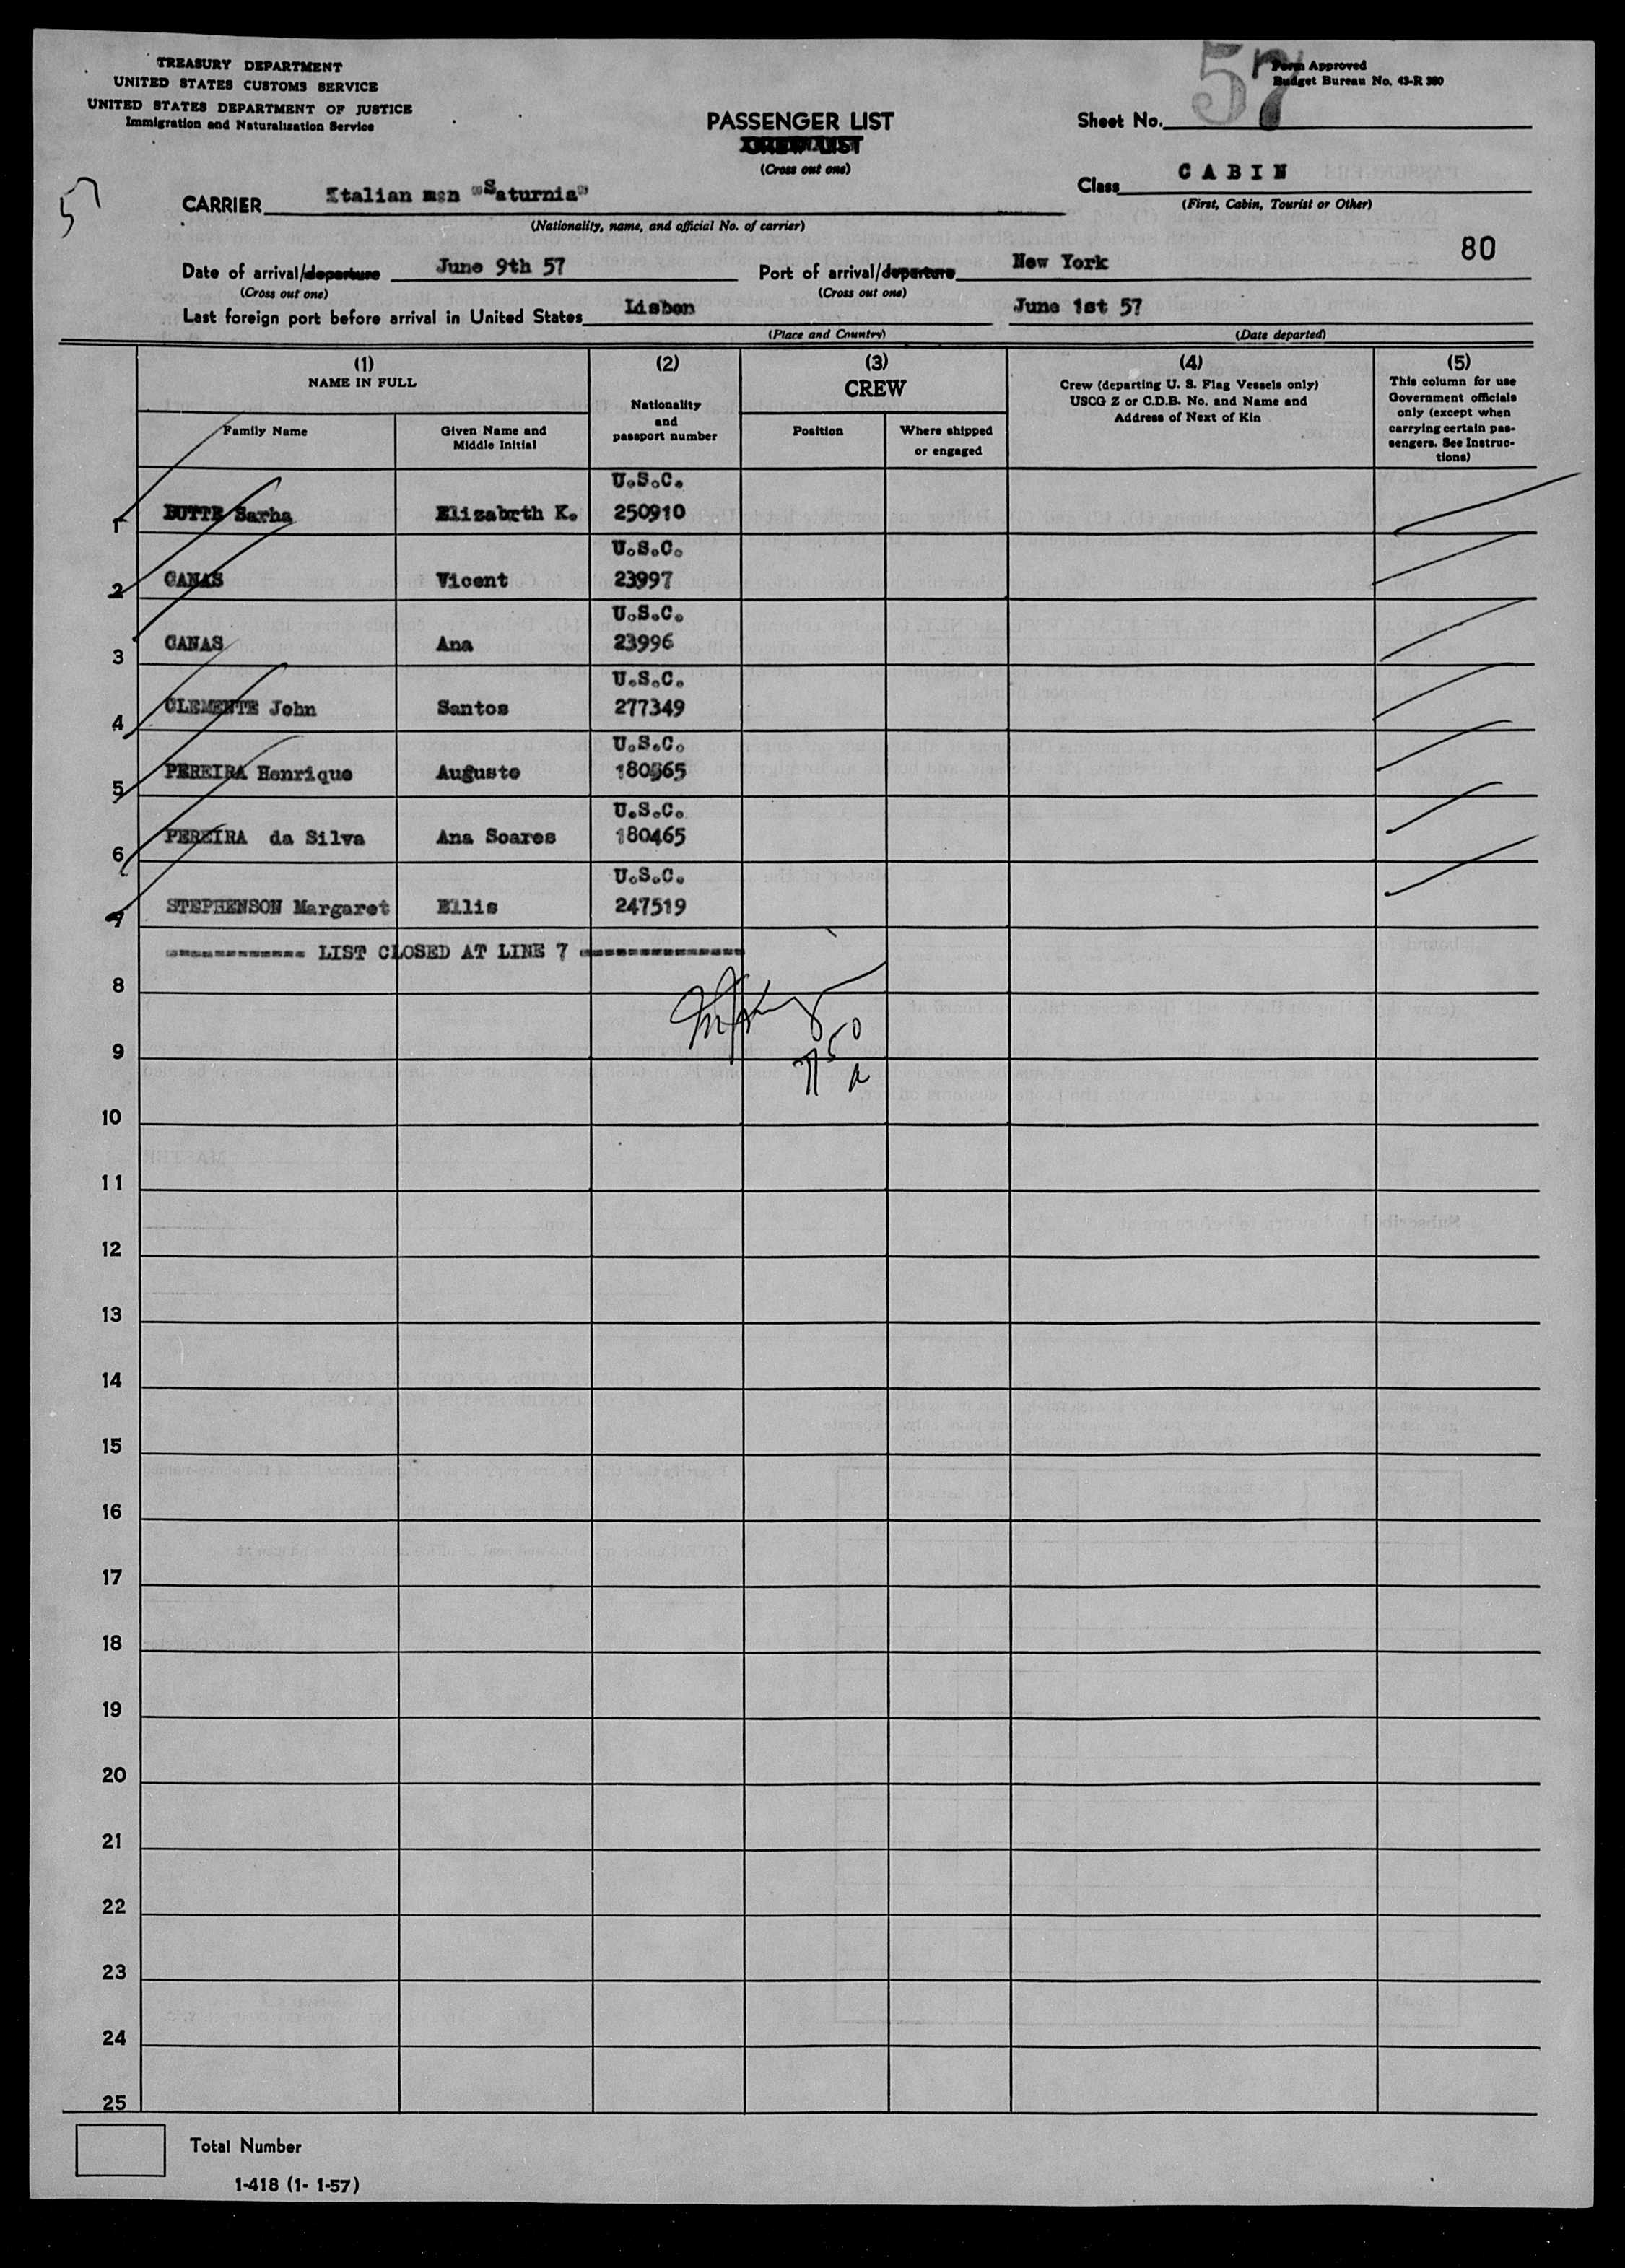 TREASURY DEPARTMENT
UNITED STATES CUSTOMS SERVICE
UNITED STATES DEPARTMENT OF JUSTICE
Immigration and Naturalization Service
57
Form Approved
Budget Bureau No. 43-R 380
PASSENGER LIST
CREW LIST
(Cross out one)
Sheet No.
57
CARRIER Italian msn "Saturnia"
(Nationality, name, and official No. of carrier)
Class C A B I N
(First, Cabin, Tourist or Other)
80
Date of arrival/departure June 9th 57 Port of arrival/departure New York
(Cross out one) (Cross out one)
Last foreign port before arrival in United States Lisbon June 1st 57
(Place and Country) (Date departed)
(1) (2) (3) (4) (5)
NAME IN FULL
Family Name
Given Name and
Middle Initial
Nationality
and
passport number
CREW
Position
Where shipped
or engaged
Crew (departing U. S. Flag Vessels only)
USCG Z or C.D.B. No. and Name and
Address of Next of Kin
This column for use
Government officials
only (except when
carrying certain pas-
sengers. See Instruc-
tions)
U.S.C.
1 BUTTE Sarha Elizabrth K. 250910
U.S.C.
2 CANAS Vicent 23997
U.S.C.
3 CANAS Ana 23996
U.S.C.
4 CLEMENTE John Santos 277349
U.S.C.
5 PEREIRA Henrique Augusto 180565
U.S.C.
6 PEREIRA da Silva Ana Soares 180465
U.S.C.
7 STEPHENSON Margaret Ellis 247519
------------ LIST CLOSED AT LINE 7 --------------
8
9
10
11
12
13
14
15
16
17
18
19
20
21
22
23
24
25
Total Number
1-418 (1- 1-57)